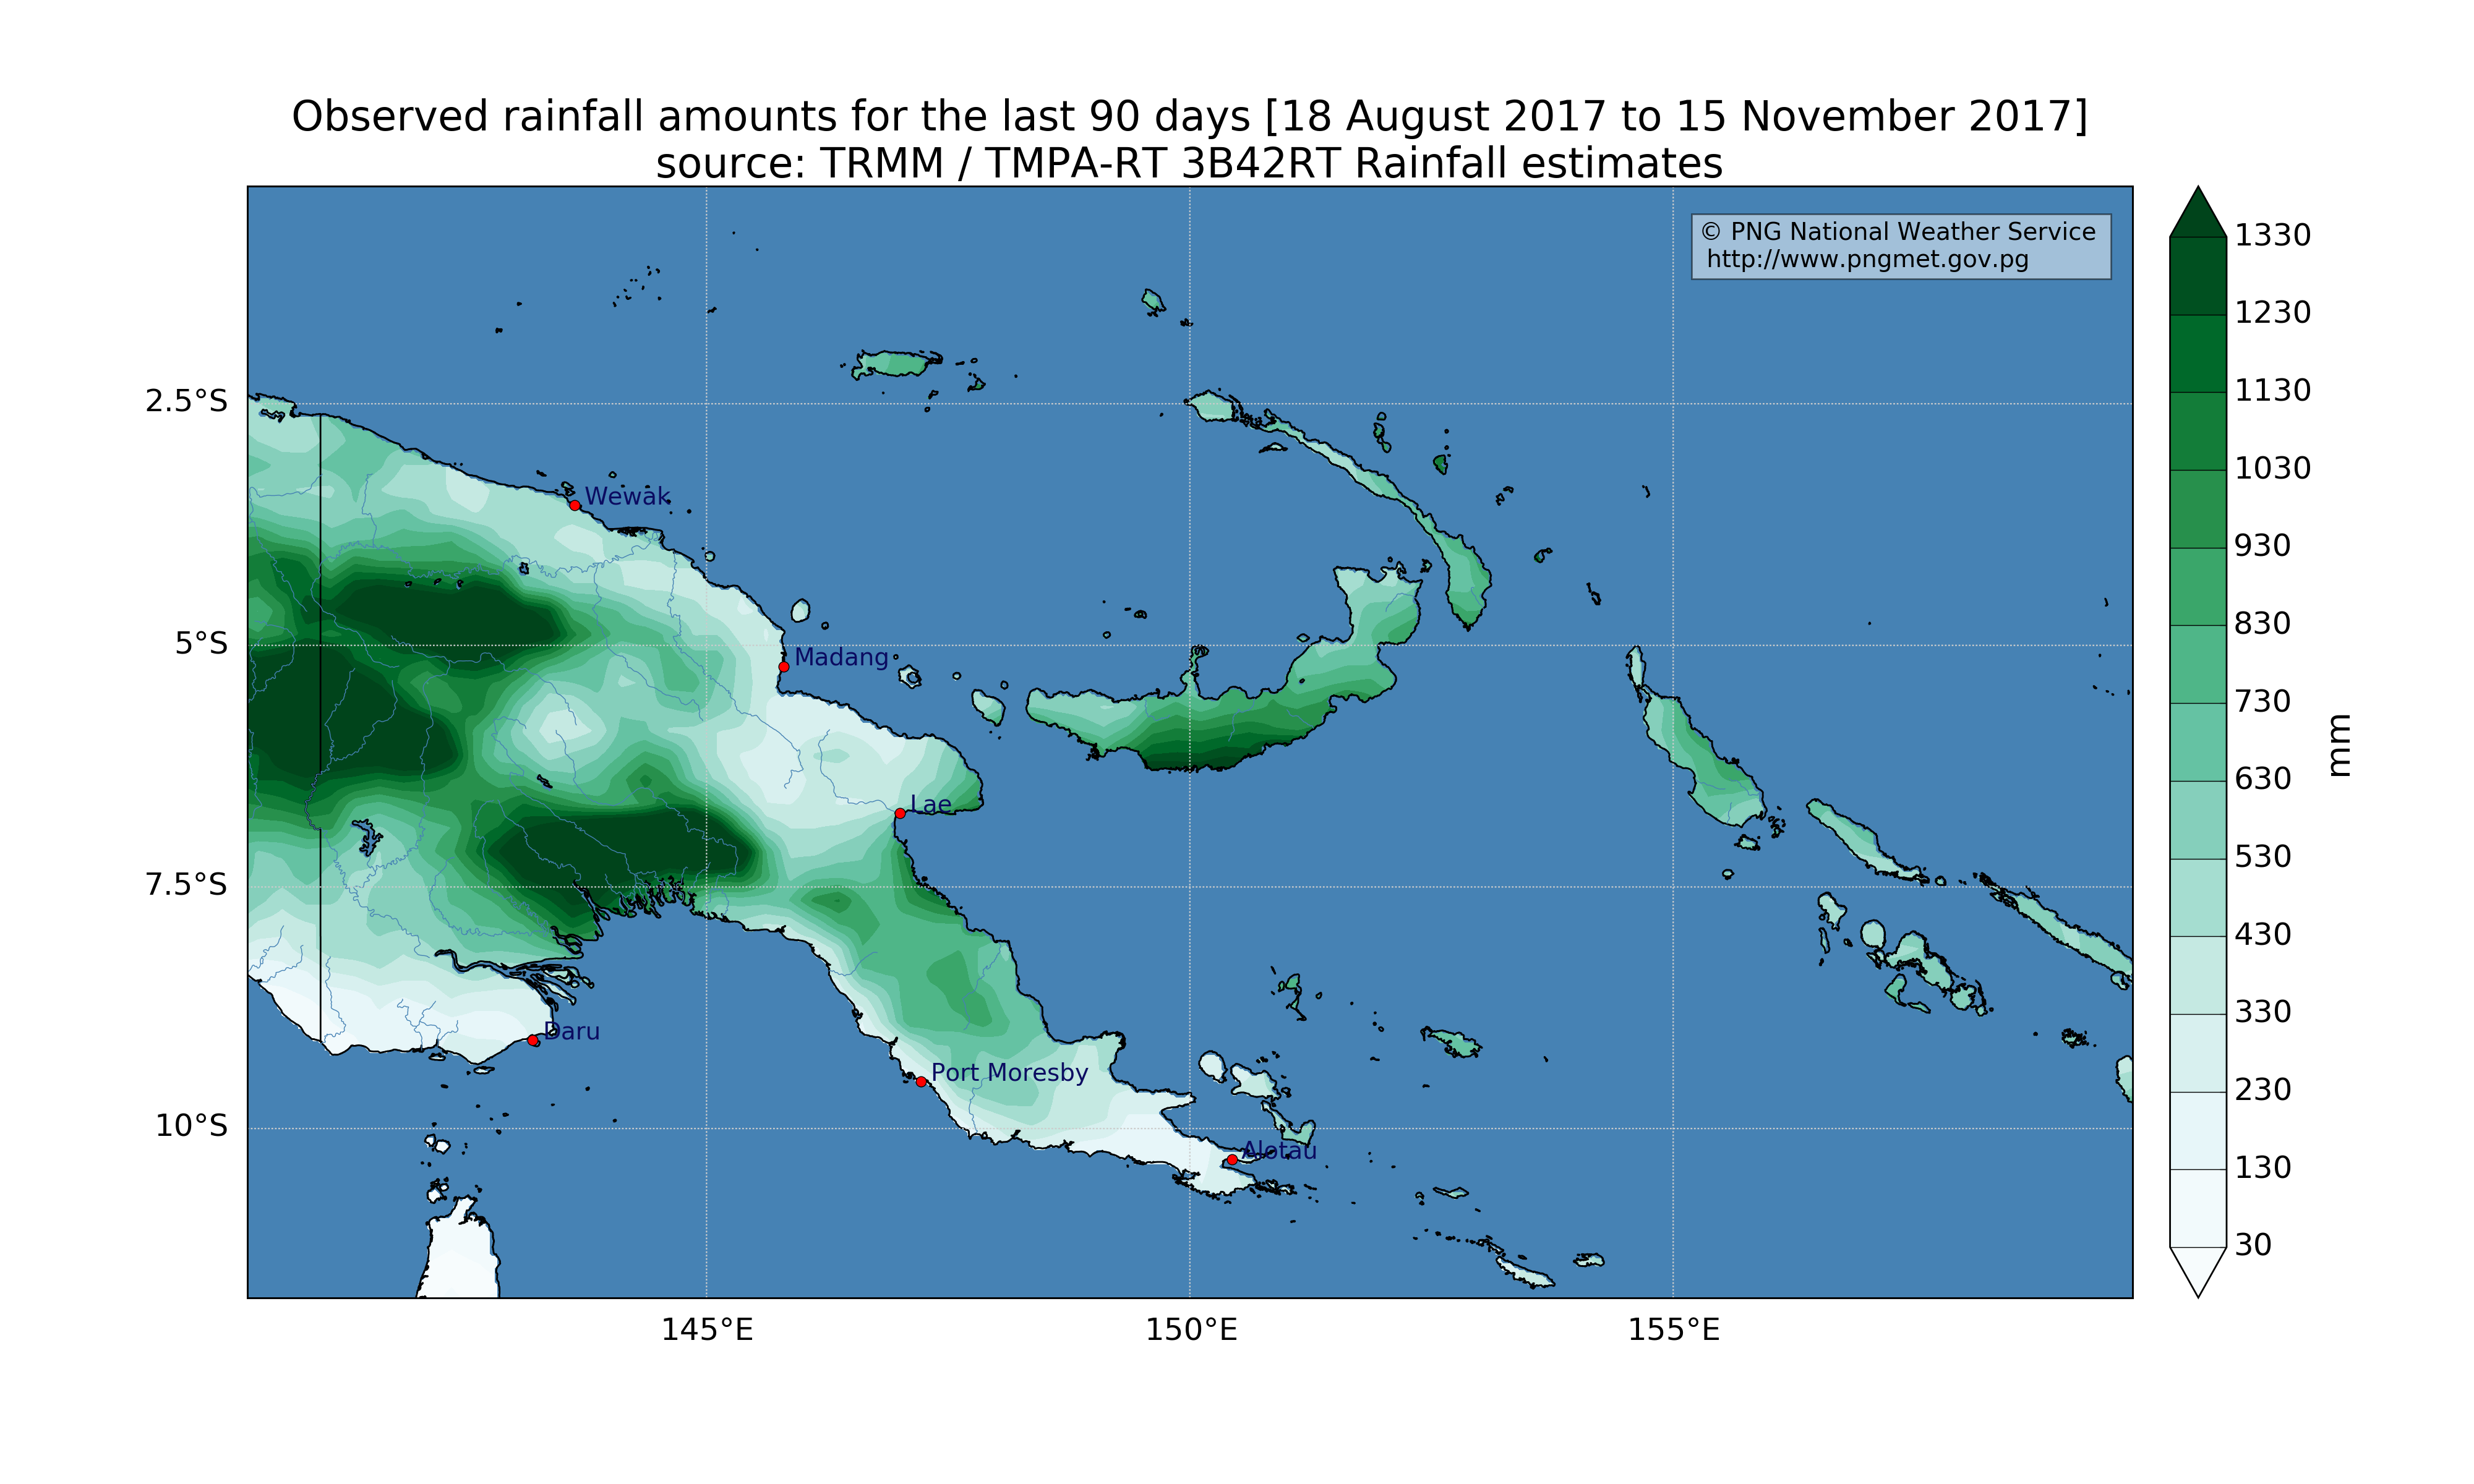 Observed rainfall amounts for the last 90 days [18 August 2017 to 15 November 2017]
source: TRMM / TMPA-RT 3B42RT Rainfall estimates
© PNG National Weather Service
http://www.pngmet.gov.pg
2.5°S
5°S
7.5°S
10°S
Wewak
Madang
Lae
Daru
Port Moresby
Alotau
145°E
150°E
155°E
1330
1230
1130
1030
930
830
730
630
530
430
330
230
130
30
mm